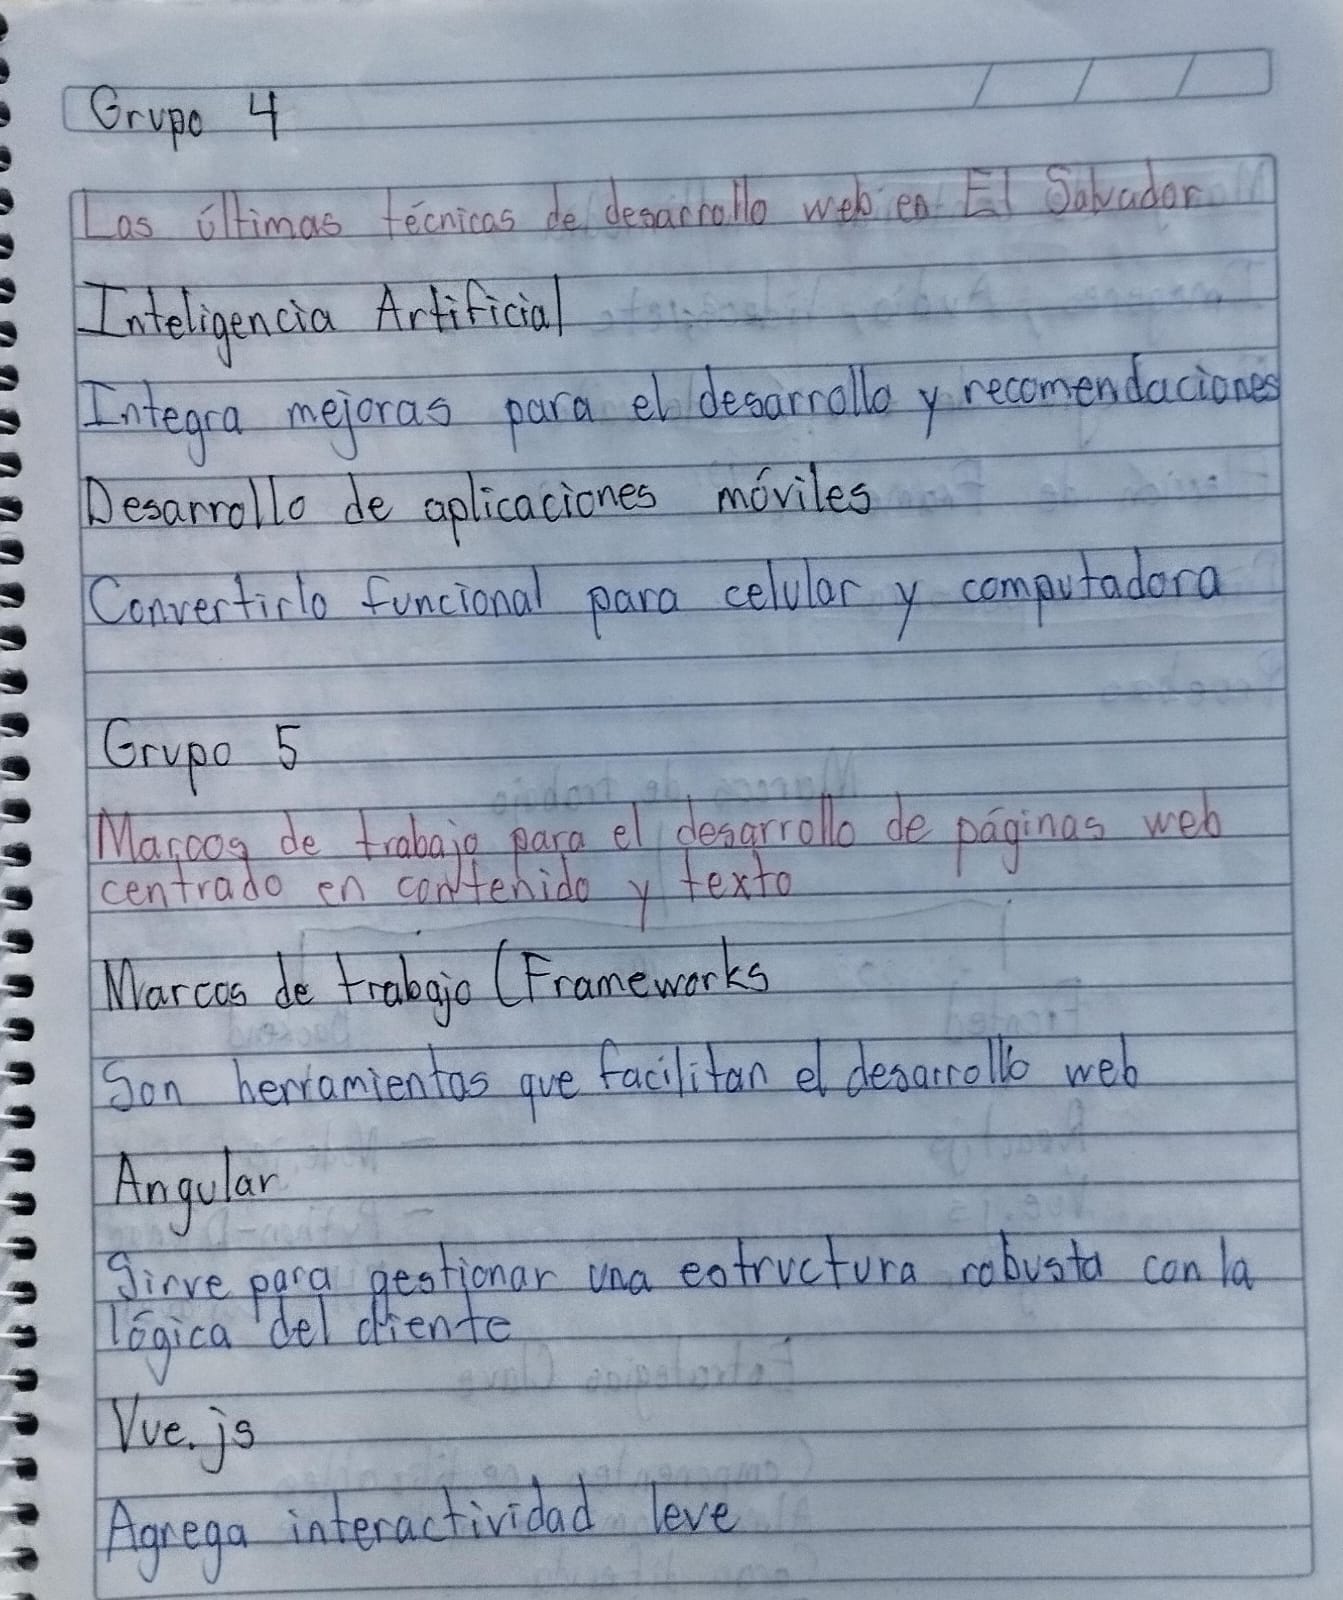 Grupo 4
Las últimas técnicas de desarrollo web en El Salvador
Inteligencia Artificial
Integra mejoras para el desarrollo y recomendaciones
Desarrollo de aplicaciones móviles
Convertirlo funcional para celular y computadora
Grupo 5
Marcos de trabajo para el desarrollo de páginas web
centrado en contenido y texto
Marcos de trabajo (Frameworks
Son herramientas que facilitan el desarrollo web
Angular
Sirve para gestionar una estructura robusta con la
lógica del cliente
Vue.js
Agrega interactividad leve